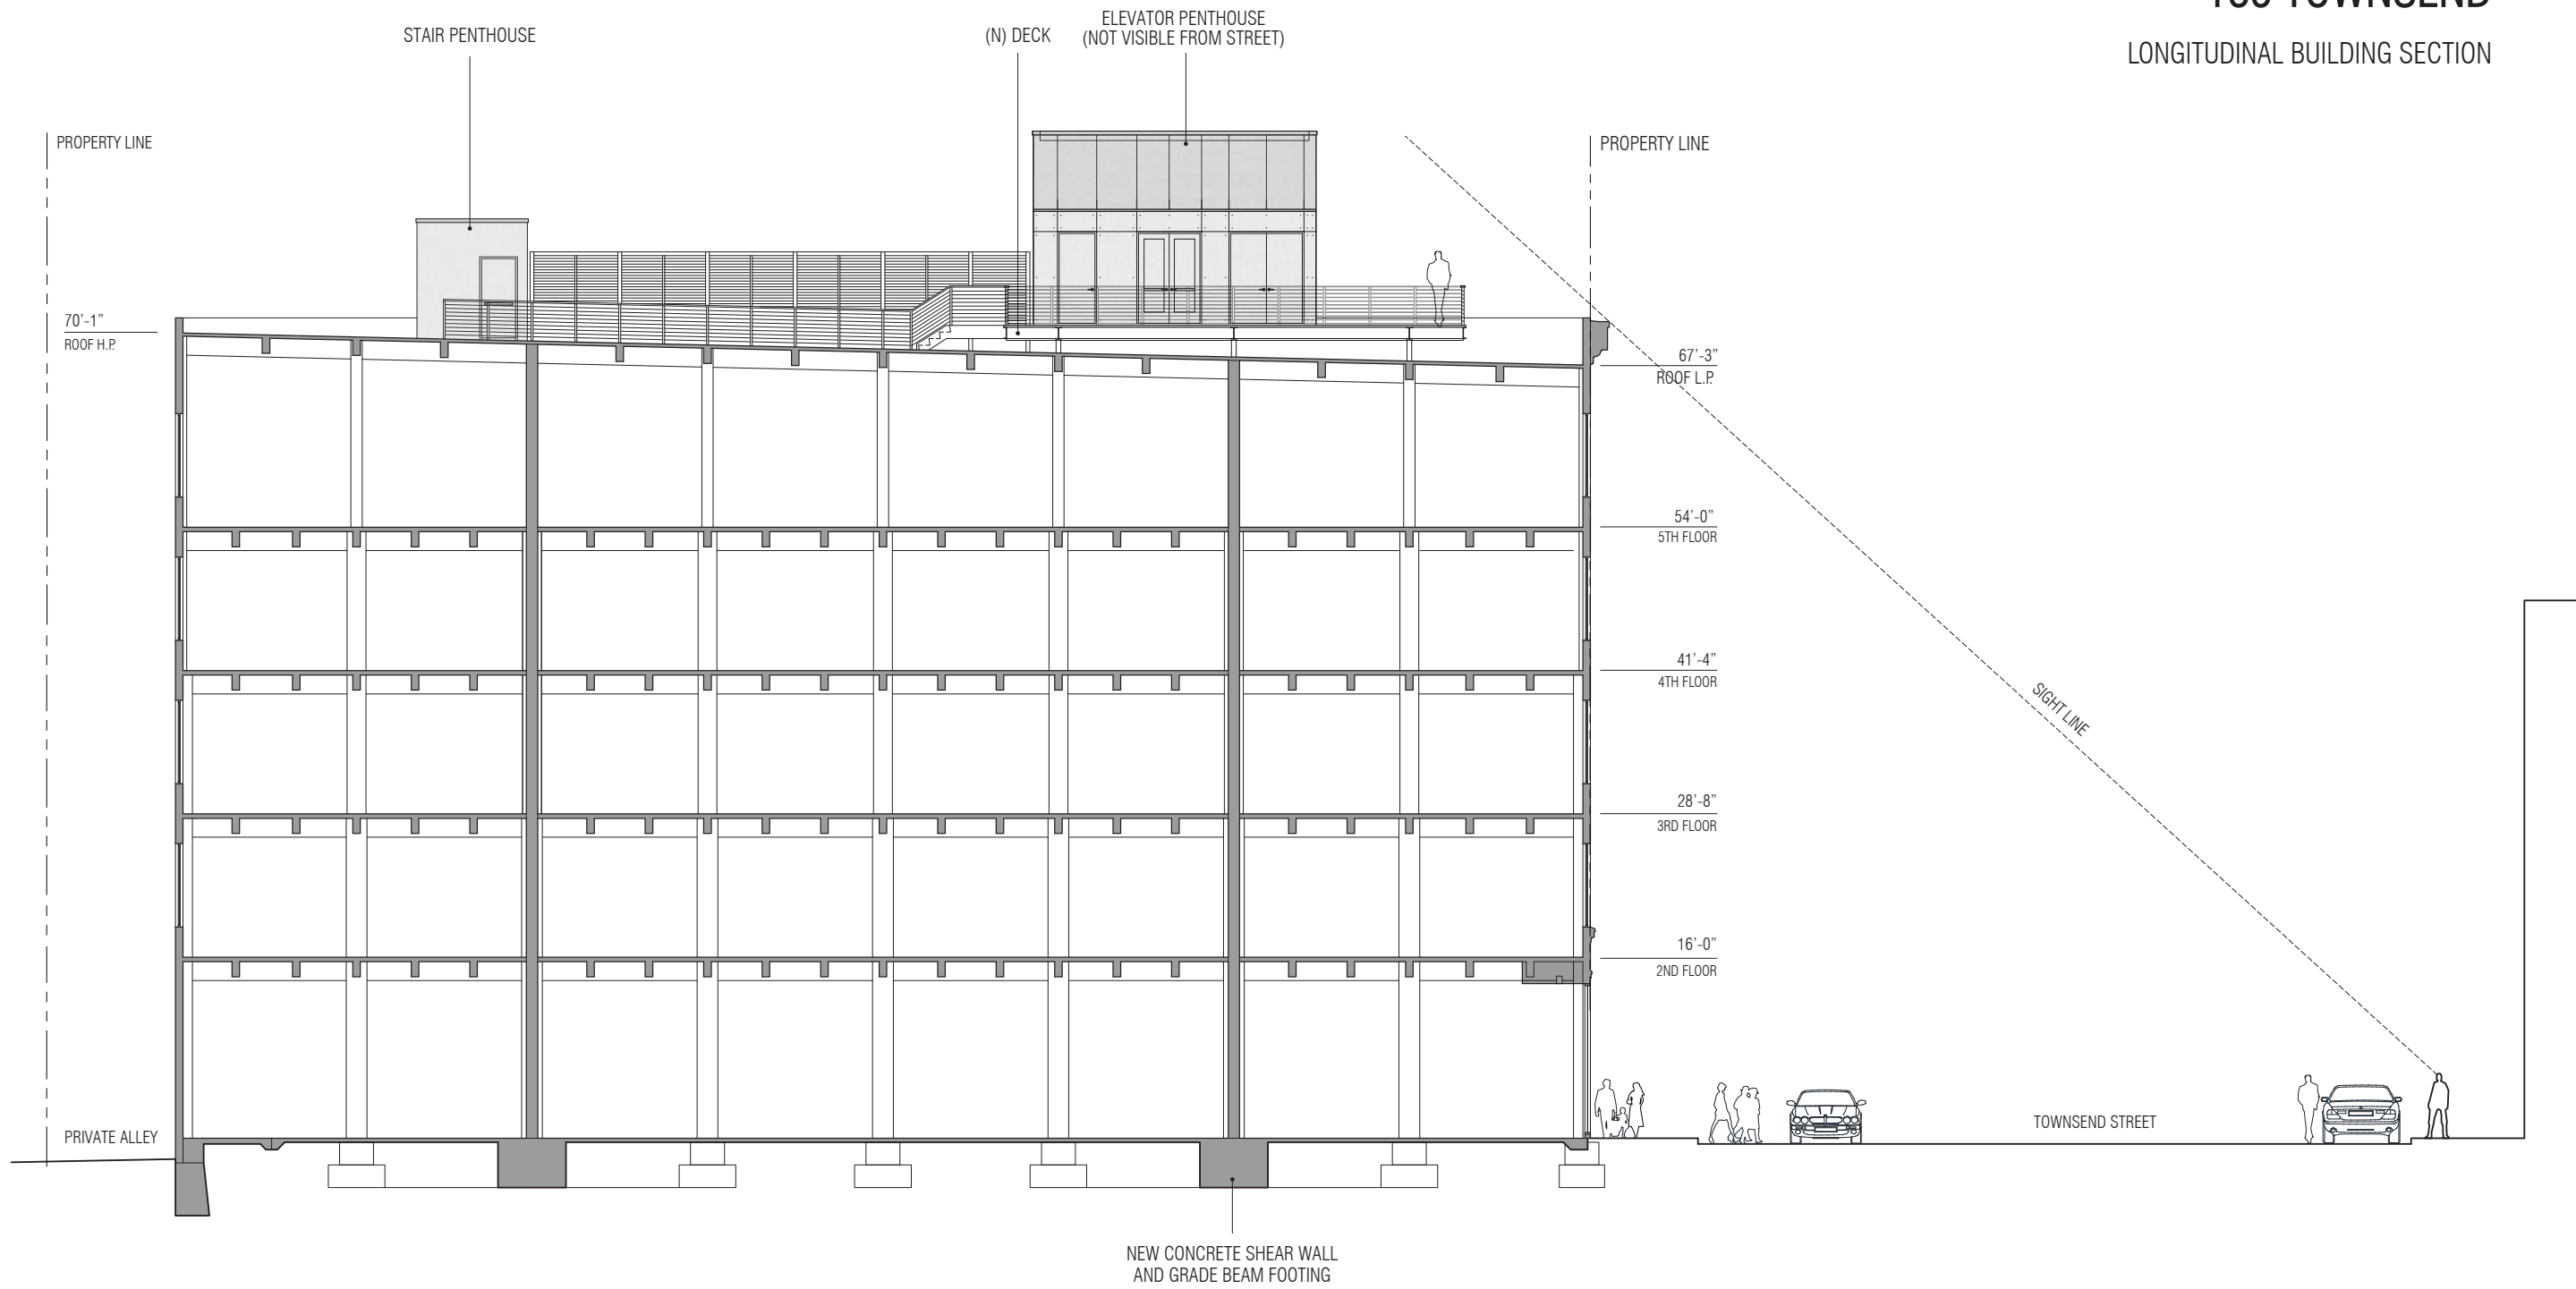 TOWNSEND
LONGITUDINAL BUILDING SECTION
STAIR PENTHOUSE
(N) DECK
ELEVATOR PENTHOUSE
(NOT VISIBLE FROM STREET)
PROPERTY LINE
PROPERTY LINE
70'-1"
ROOF H.P.
67'-3"
ROOF L.P.
54'-0"
5TH FLOOR
41'-4"
4TH FLOOR
SIGHT LINE
28'-8"
3RD FLOOR
16'-0"
2ND FLOOR
PRIVATE ALLEY
TOWNSEND STREET
NEW CONCRETE SHEAR WALL
AND GRADE BEAM FOOTING